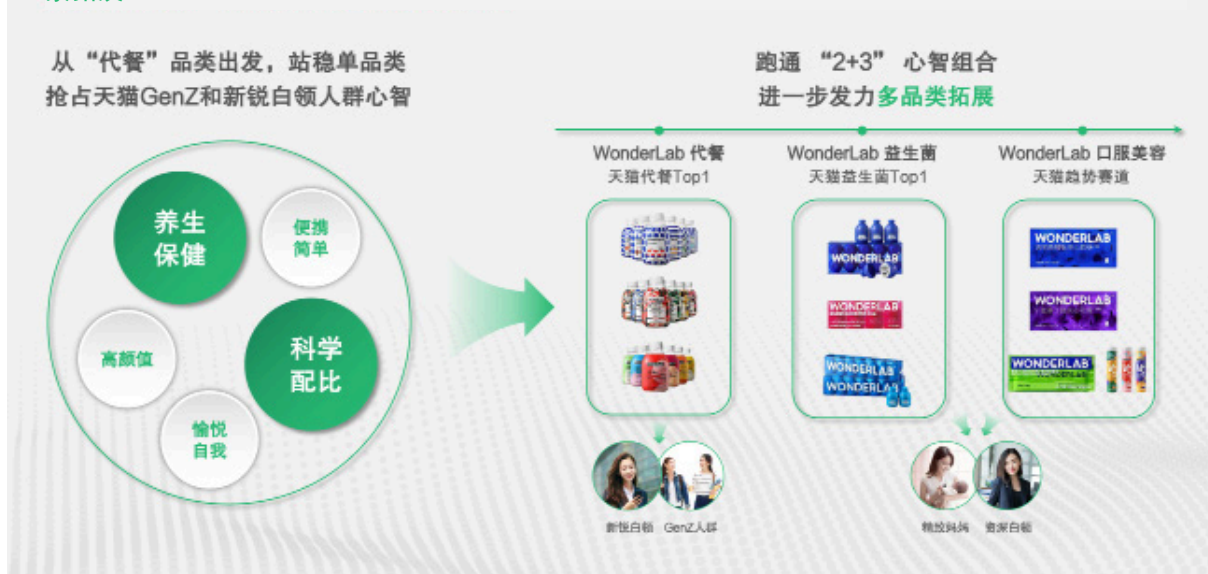 从“代餐”品类出发，站稳单品类
抢占天猫GenZ和新锐白领人群心智
养生
保健
便携
简单
高颜值
科学
配比
愉悦
自我
跑通 “2+3” 心智组合
进一步发力多品类拓展
WonderLab 代餐
天猫代餐Top1
WonderLab 益生菌
天猫益生菌Top1
WonderLab 口服美容
天猫趋势赛道
WONDERLAB
WONDERLAB
WONDERLAB
WONDERLAB
WONDERLAB
WONDERLAB
WONDERLAB
WONDERLAB
新悦白领
GenZ人群
精致妈妈
资深白领